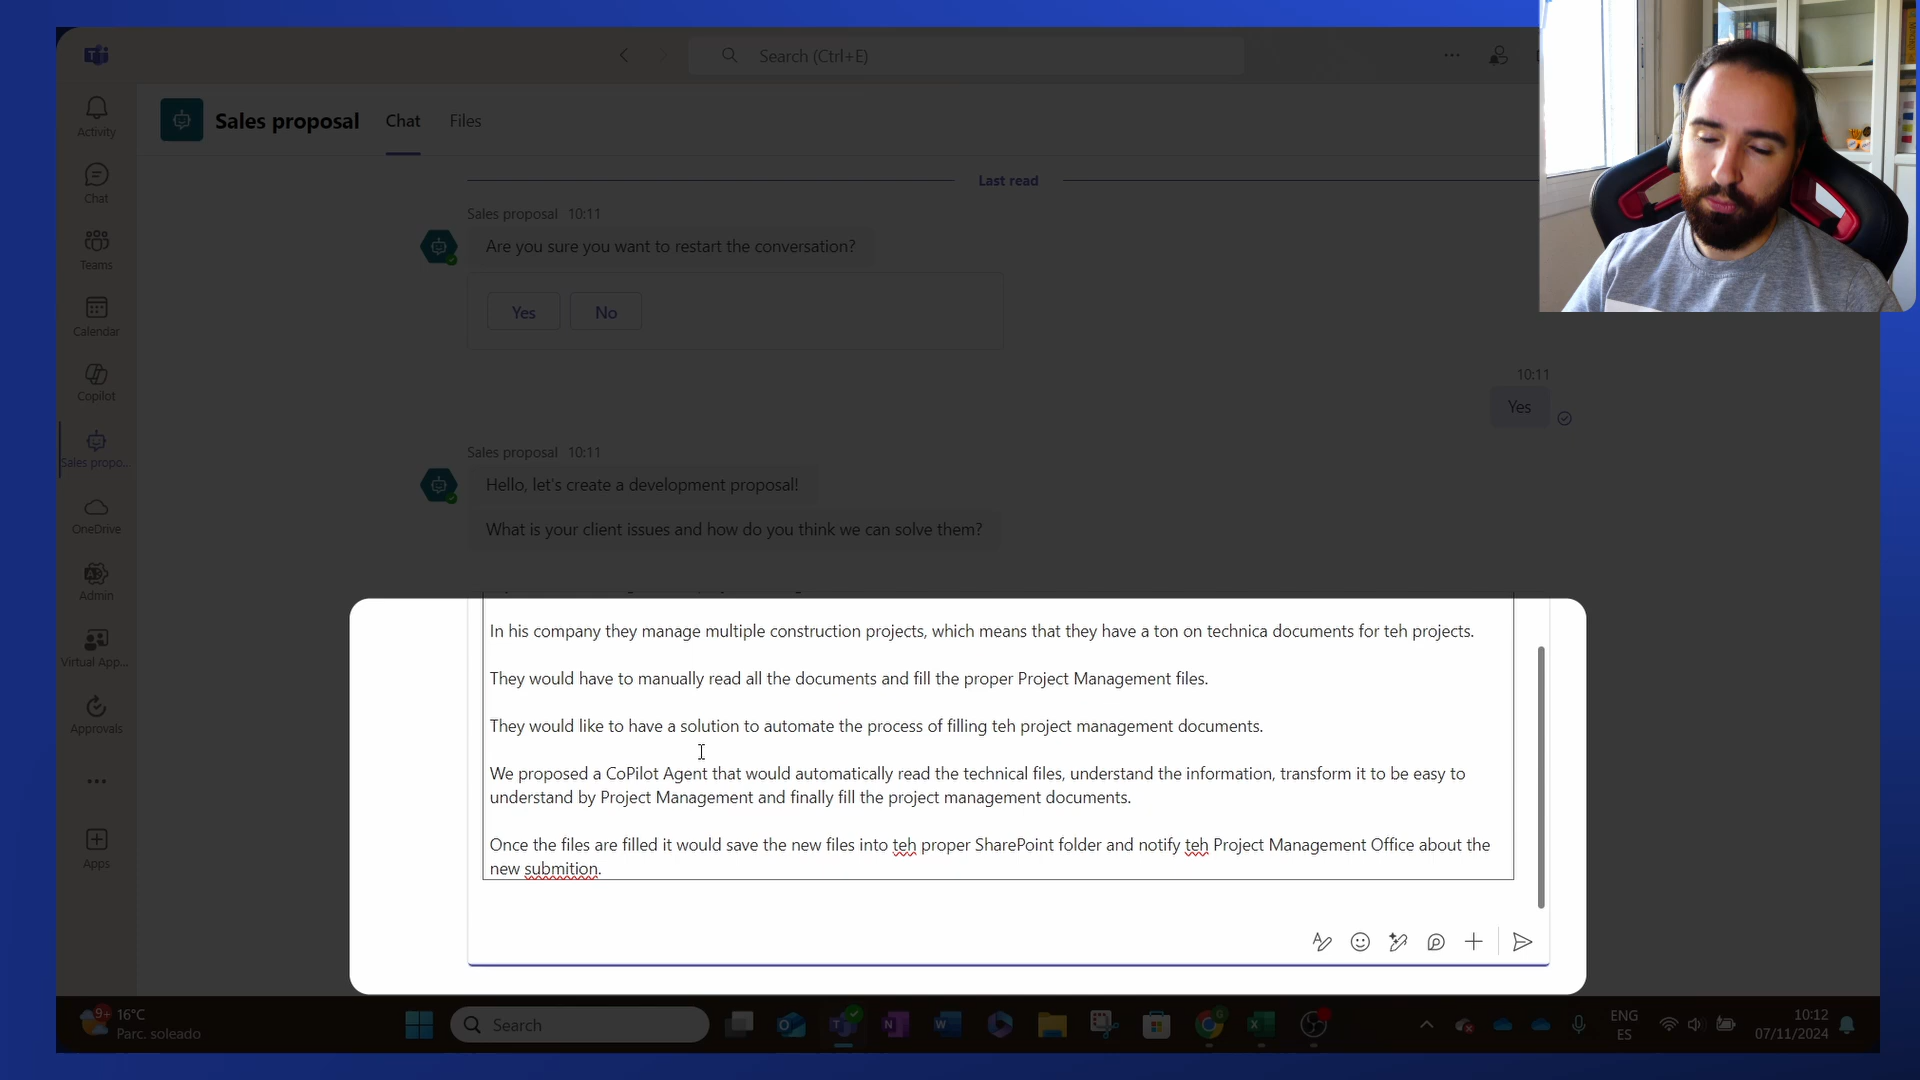 Search (Ctrl+E)
Activity
Chat
Teams
Calendar
Copilot
Sales propo...
OneDrive
Admin
Virtual App...
Approvals
Apps
Sales proposal Chat Files
Last read
Sales proposal 10:11
Are you sure you want to restart the conversation?
Yes No
10:11
Yes
Sales proposal 10:11
Hello, let's create a development proposal!
What is your client issues and how do you think we can solve them?
In his company they manage multiple construction projects, which means that they have a ton on technica documents for teh projects.
They would have to manually read all the documents and fill the proper Project Management files.
They would like to have a solution to automate the process of filling teh project management documents.
We proposed a CoPilot Agent that would automatically read the technical files, understand the information, transform it to be easy to
understand by Project Management and finally fill the project management documents.
Once the files are filled it would save the new files into teh proper SharePoint folder and notify teh Project Management Office about the
new submition.
9+
16°C
Parc. soleado
Search
ENG
ES
10:12
07/11/2024